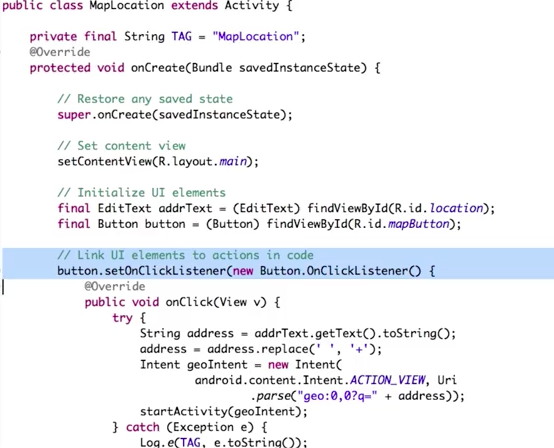 public class MapLocation extends Activity {
private final String TAG = "MapLocation";
@Override
protected void onCreate(Bundle savedInstanceState) {
// Restore any saved state
super.onCreate(savedInstanceState);
// Set content view
setContentView(R.layout.main);
// Initialize UI elements
final EditText addrText = (EditText) findViewById(R.id.location);
final Button button = (Button) findViewById(R.id.mapButton);
// Link UI elements to actions in code
button.setOnClickListener(new Button.OnClickListener() {
@Override
public void onClick(View v) {
try {
String address = addrText.getText().toString();
address = address.replace(' ', '+');
Intent geoIntent = new Intent(
android.content.Intent.ACTION_VIEW, Uri
.parse("geo:0,0?q=" + address));
startActivity(geoIntent);
} catch (Exception e) {
Log.e(TAG, e.toString());